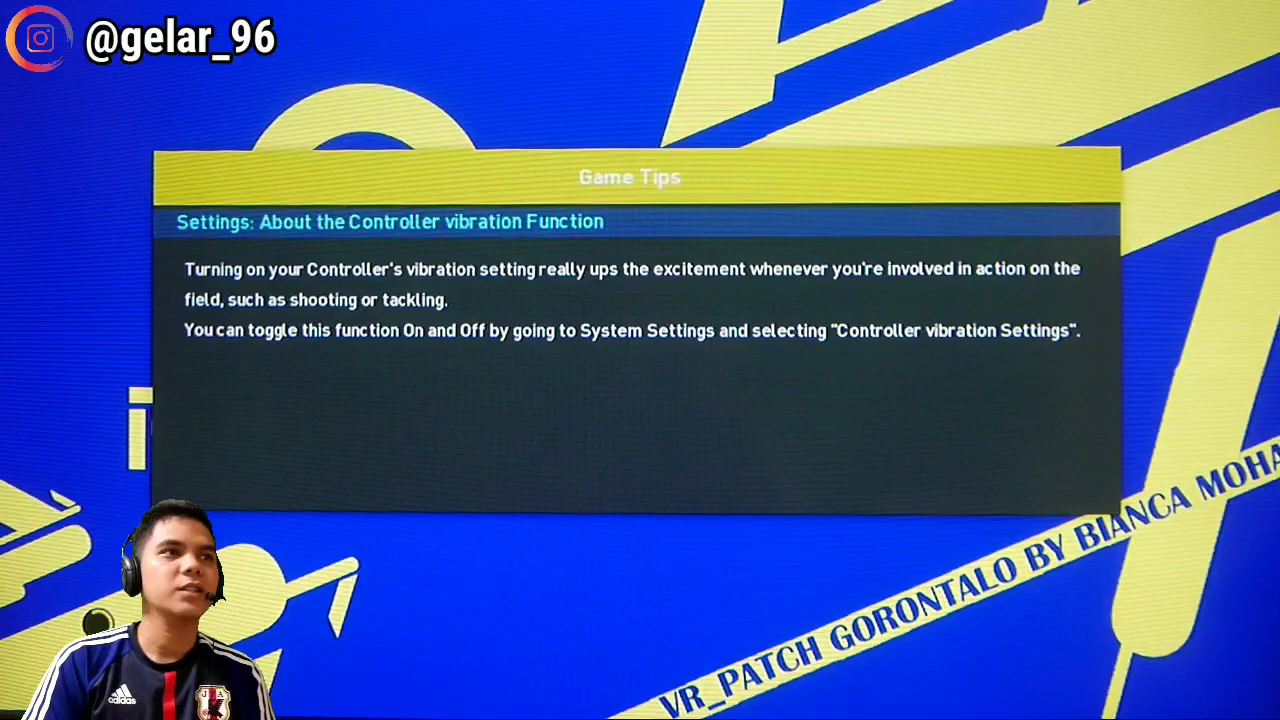 @gelar_96
Game Tips
Settings: About the Controller vibration Function
Turning on your Controller's vibration setting really ups the excitement whenever you're involved in action on the
field, such as shooting or tackling.
You can toggle this function On and Off by going to System Settings and selecting "Controller vibration Settings".
VR_PATCH GORONTALO BY BIANCA MOHA
adidas
JFA